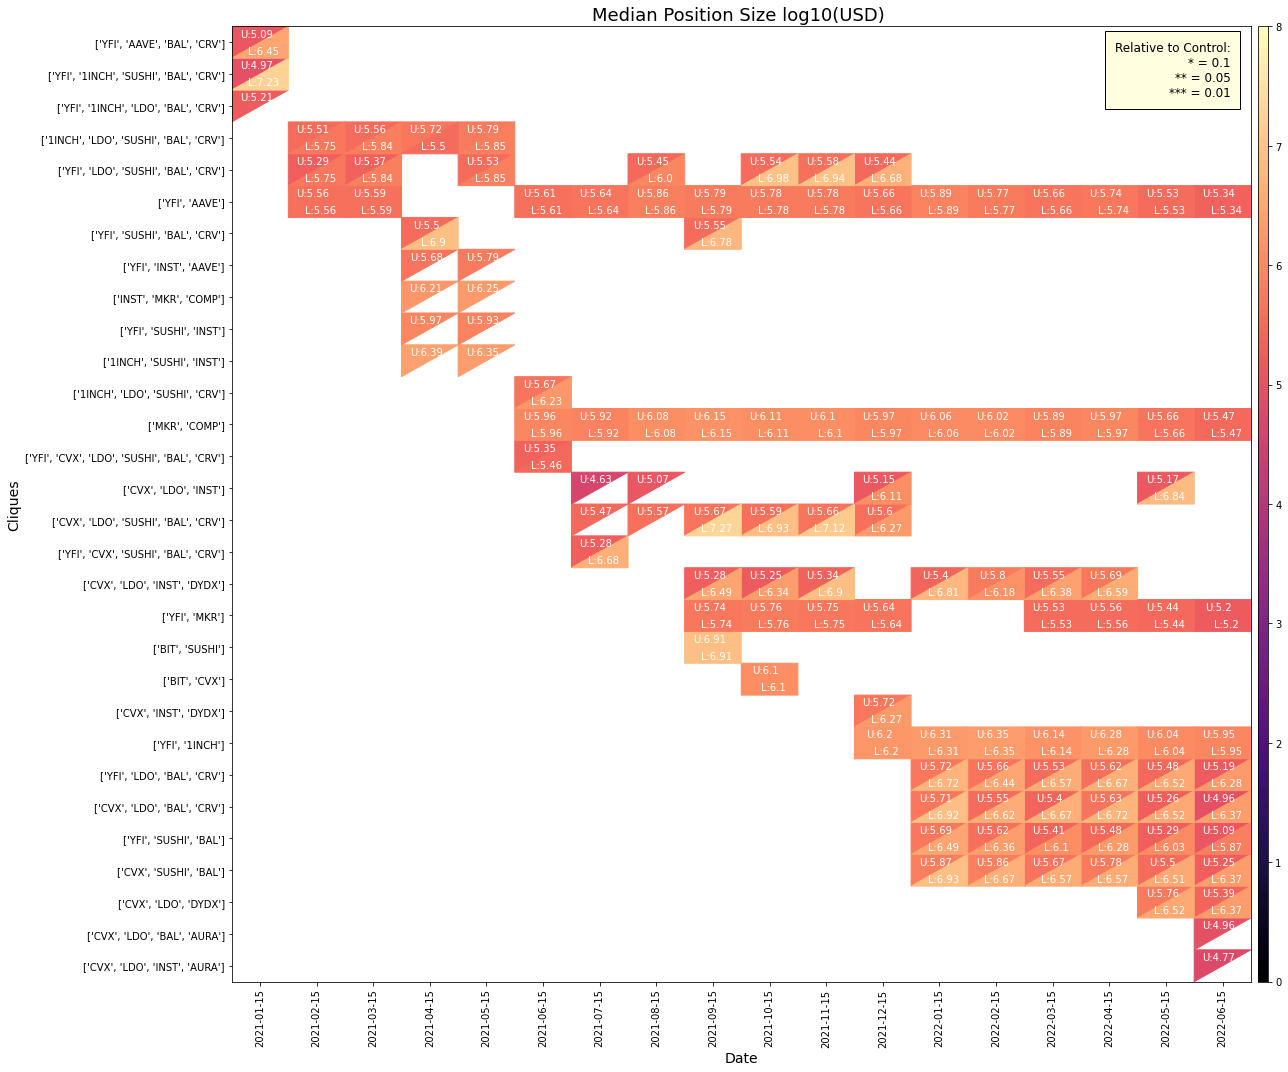 Median Position Size log10(USD)
Relative to Control:
* = 0.1
** = 0.05
*** = 0.01
['YFI', 'AAVE', 'BAL', 'CRV'] U:5.09
L:6.45
['YFI', '1INCH', 'SUSHI', 'BAL', 'CRV'] U:4.97
L:7.23
['YFI', '1INCH', 'LDO', 'BAL', 'CRV'] U:5.21
['1INCH', 'LDO', 'SUSHI', 'BAL', 'CRV'] U:5.51 U:5.56 U:5.72 U:5.79
L:5.75 L:5.84 L:5.5 L:5.85
['YFI', 'LDO', 'SUSHI', 'BAL', 'CRV'] U:5.29 U:5.37 U:5.53 U:5.45 U:5.54 U:5.58 U:5.44
L:5.75 L:5.84 L:5.85 L:6.0 L:6.98 L:6.94 L:6.68
['YFI', 'AAVE'] U:5.56 U:5.59 U:5.61 U:5.64 U:5.86 U:5.79 U:5.78 U:5.78 U:5.66 U:5.89 U:5.77 U:5.66 U:5.74 U:5.53 U:5.34
L:5.56 L:5.59 L:5.61 L:5.64 L:5.86 L:5.79 L:5.78 L:5.78 L:5.66 L:5.89 L:5.77 L:5.66 L:5.74 L:5.53 L:5.34
['YFI', 'SUSHI', 'BAL', 'CRV'] U:5.5 U:5.55
L:6.9 L:6.78
['YFI', 'INST', 'AAVE'] U:5.68 U:5.79
['INST', 'MKR', 'COMP'] U:6.21 U:6.25
['YFI', 'SUSHI', 'INST'] U:5.97 U:5.93
['1INCH', 'SUSHI', 'INST'] U:6.39 U:6.35
['1INCH', 'LDO', 'SUSHI', 'CRV'] U:5.67
L:6.23
['MKR', 'COMP'] U:5.96 U:5.92 U:6.08 U:6.15 U:6.11 U:6.1 U:5.97 U:6.06 U:6.02 U:5.89 U:5.97 U:5.66 U:5.47
L:5.96 L:5.92 L:6.08 L:6.15 L:6.11 L:6.1 L:5.97 L:6.06 L:6.02 L:5.89 L:5.97 L:5.66 L:5.47
['YFI', 'CVX', 'LDO', 'SUSHI', 'BAL', 'CRV'] U:5.35
L:5.46
['CVX', 'LDO', 'INST'] U:4.63 U:5.07 U:5.15 U:5.17
L:6.11 L:6.84
['CVX', 'LDO', 'SUSHI', 'BAL', 'CRV'] U:5.47 U:5.57 U:5.67 U:5.59 U:5.66 U:5.6
L:7.27 L:6.93 L:7.12 L:6.27
['YFI', 'CVX', 'SUSHI', 'BAL', 'CRV'] U:5.28
L:6.68
['CVX', 'LDO', 'INST', 'DYDX'] U:5.28 U:5.25 U:5.34 U:5.4 U:5.8 U:5.55 U:5.69
L:6.49 L:6.34 L:6.9 L:6.81 L:6.18 L:6.38 L:6.59
['YFI', 'MKR'] U:5.74 U:5.76 U:5.75 U:5.64 U:5.53 U:5.56 U:5.44 U:5.2
L:5.74 L:5.76 L:5.75 L:5.64 L:5.53 L:5.56 L:5.44 L:5.2
['BIT', 'SUSHI'] U:6.91
L:6.91
['BIT', 'CVX'] U:6.1
L:6.1
['CVX', 'INST', 'DYDX'] U:5.72
L:6.27
['YFI', '1INCH'] U:6.2 U:6.31 U:6.35 U:6.14 U:6.28 U:6.04 U:5.95
L:6.2 L:6.31 L:6.35 L:6.14 L:6.28 L:6.04 L:5.95
['YFI', 'LDO', 'BAL', 'CRV'] U:5.72 U:5.66 U:5.53 U:5.62 U:5.48 U:5.19
L:6.72 L:6.44 L:6.57 L:6.67 L:6.52 L:6.28
['CVX', 'LDO', 'BAL', 'CRV'] U:5.71 U:5.55 U:5.4 U:5.63 U:5.26 U:4.96
L:6.92 L:6.62 L:6.67 L:6.72 L:6.52 L:6.37
['YFI', 'SUSHI', 'BAL'] U:5.69 U:5.62 U:5.41 U:5.48 U:5.29 U:5.09
L:6.49 L:6.36 L:6.1 L:6.28 L:6.03 L:5.87
['CVX', 'SUSHI', 'BAL'] U:5.87 U:5.86 U:5.67 U:5.78 U:5.5 U:5.25
L:6.93 L:6.67 L:6.57 L:6.57 L:6.51 L:6.37
['CVX', 'LDO', 'DYDX'] U:5.76 U:5.39
L:6.52 L:6.37
['CVX', 'LDO', 'BAL', 'AURA'] U:4.96
['CVX', 'LDO', 'INST', 'AURA'] U:4.77
Cliques
2021-01-15 2021-02-15 2021-03-15 2021-04-15 2021-05-15 2021-06-15 2021-07-15 2021-08-15 2021-09-15 2021-10-15 2021-11-15 2021-12-15 2022-01-15 2022-02-15 2022-03-15 2022-04-15 2022-05-15 2022-06-15
Date
8
7
6
5
4
3
2
1
0